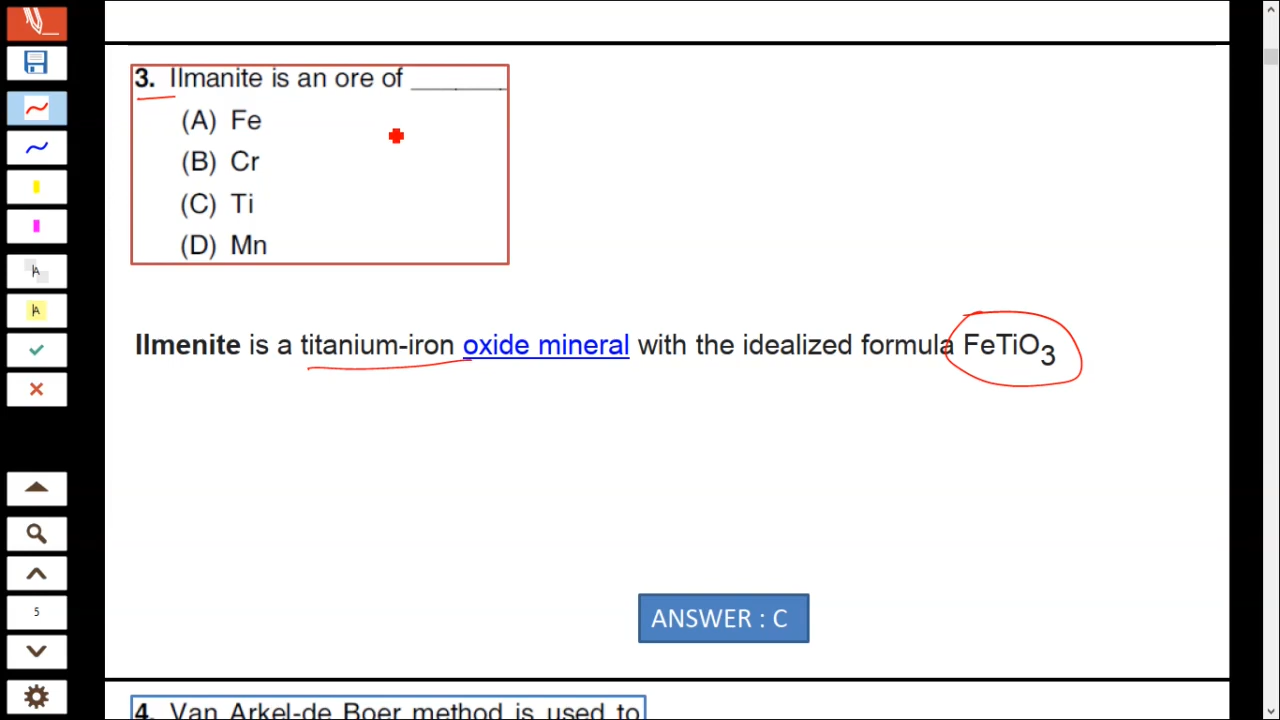 3. Ilmanite is an ore of ______
(A) Fe
(B) Cr
(C) Ti
(D) Mn
Ilmenite is a titanium-iron oxide mineral with the idealized formula FeTiO3
ANSWER : C
5
4. Van Arkel-de Boer method is used to